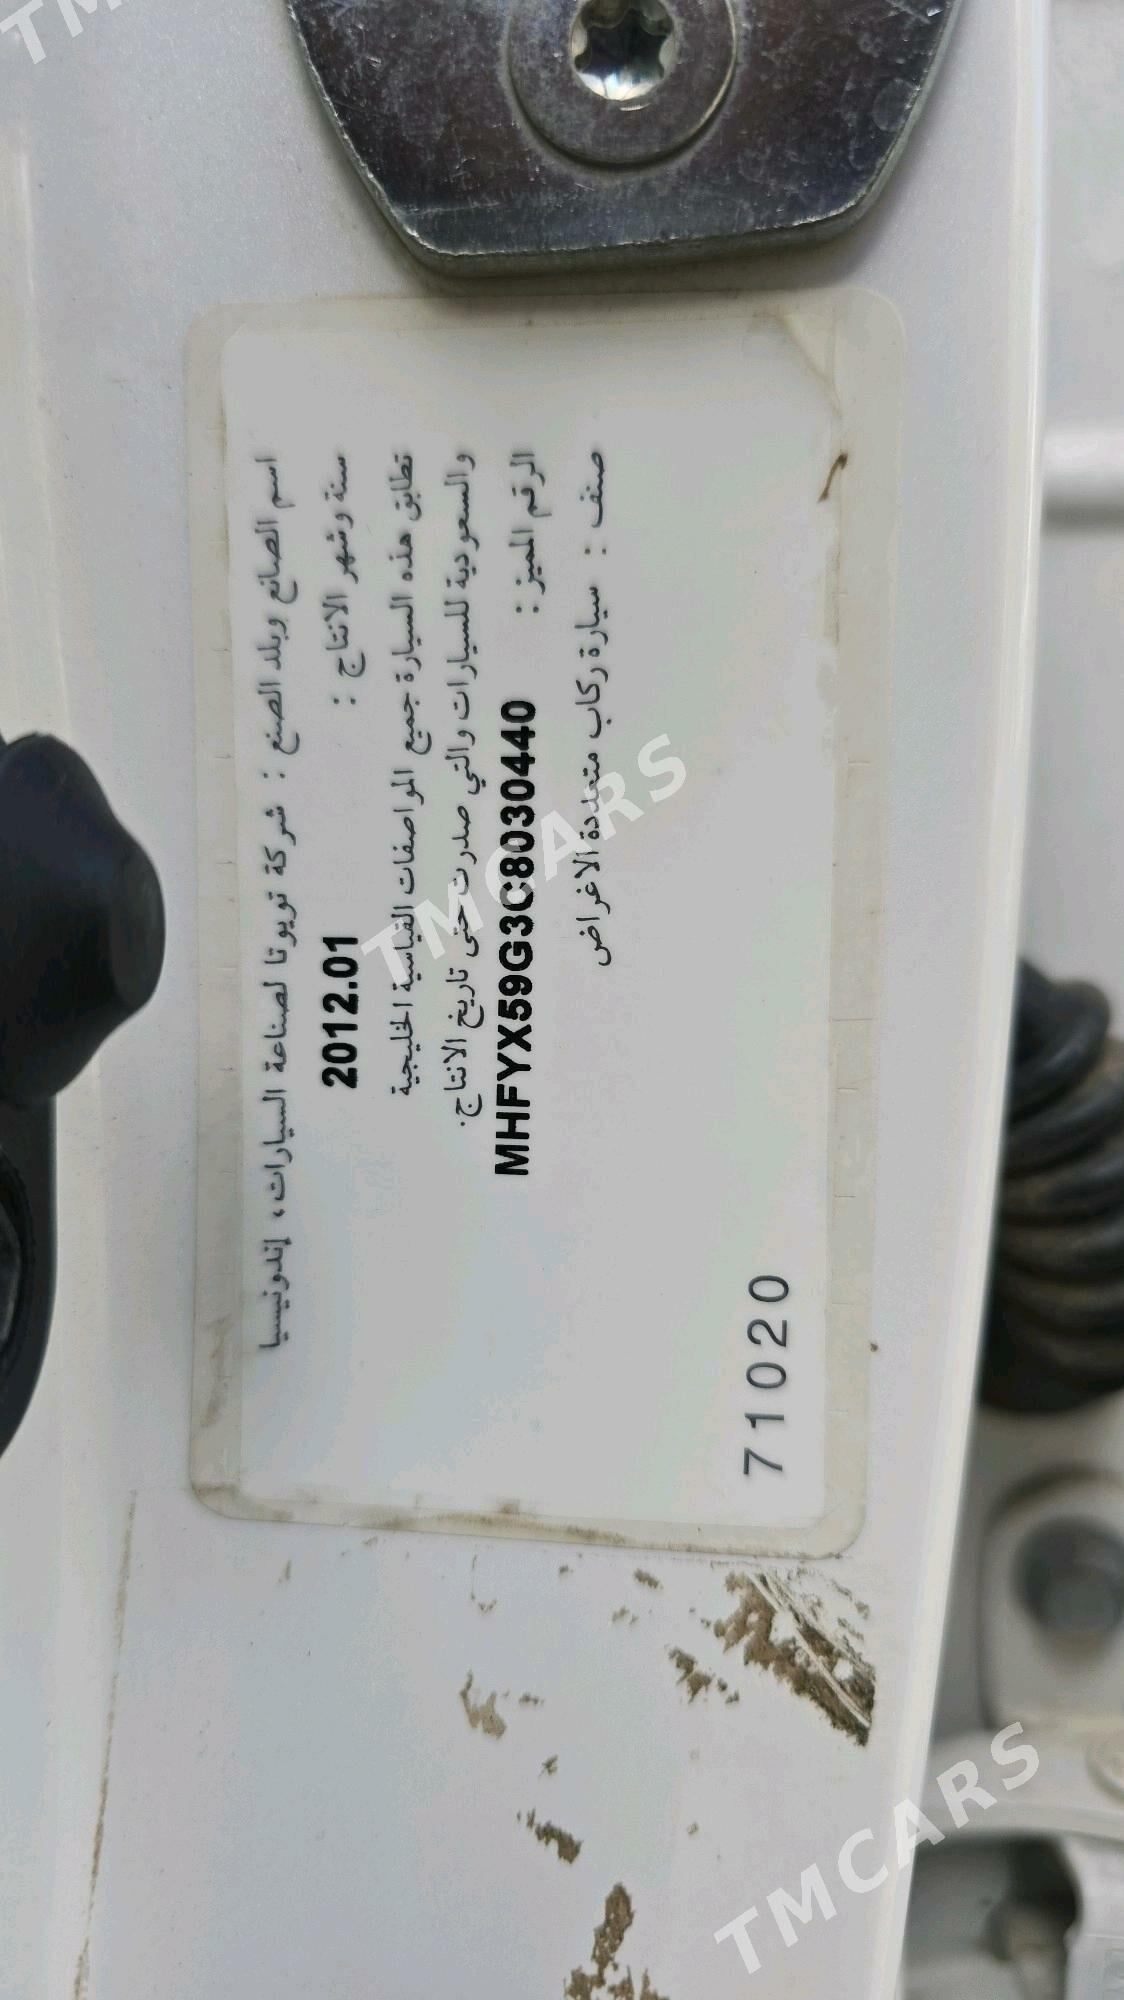 اسم الصانع وبلد الصنع : شركة تويوتا لصناعة السيارات، إندونيسيا
سنة وشهر الانتاج : 2012.01
تطابق هذه السيارة جميع المواصفات القياسية الخليجية
والسعودية للسيارات والتي صدرت حتى تاريخ الانتاج.
الرقم المميز : MHFYX59G3C8030440
صنف : سيارة ركاب متعددة الاغراض
71020
TMCARS
TMCARS